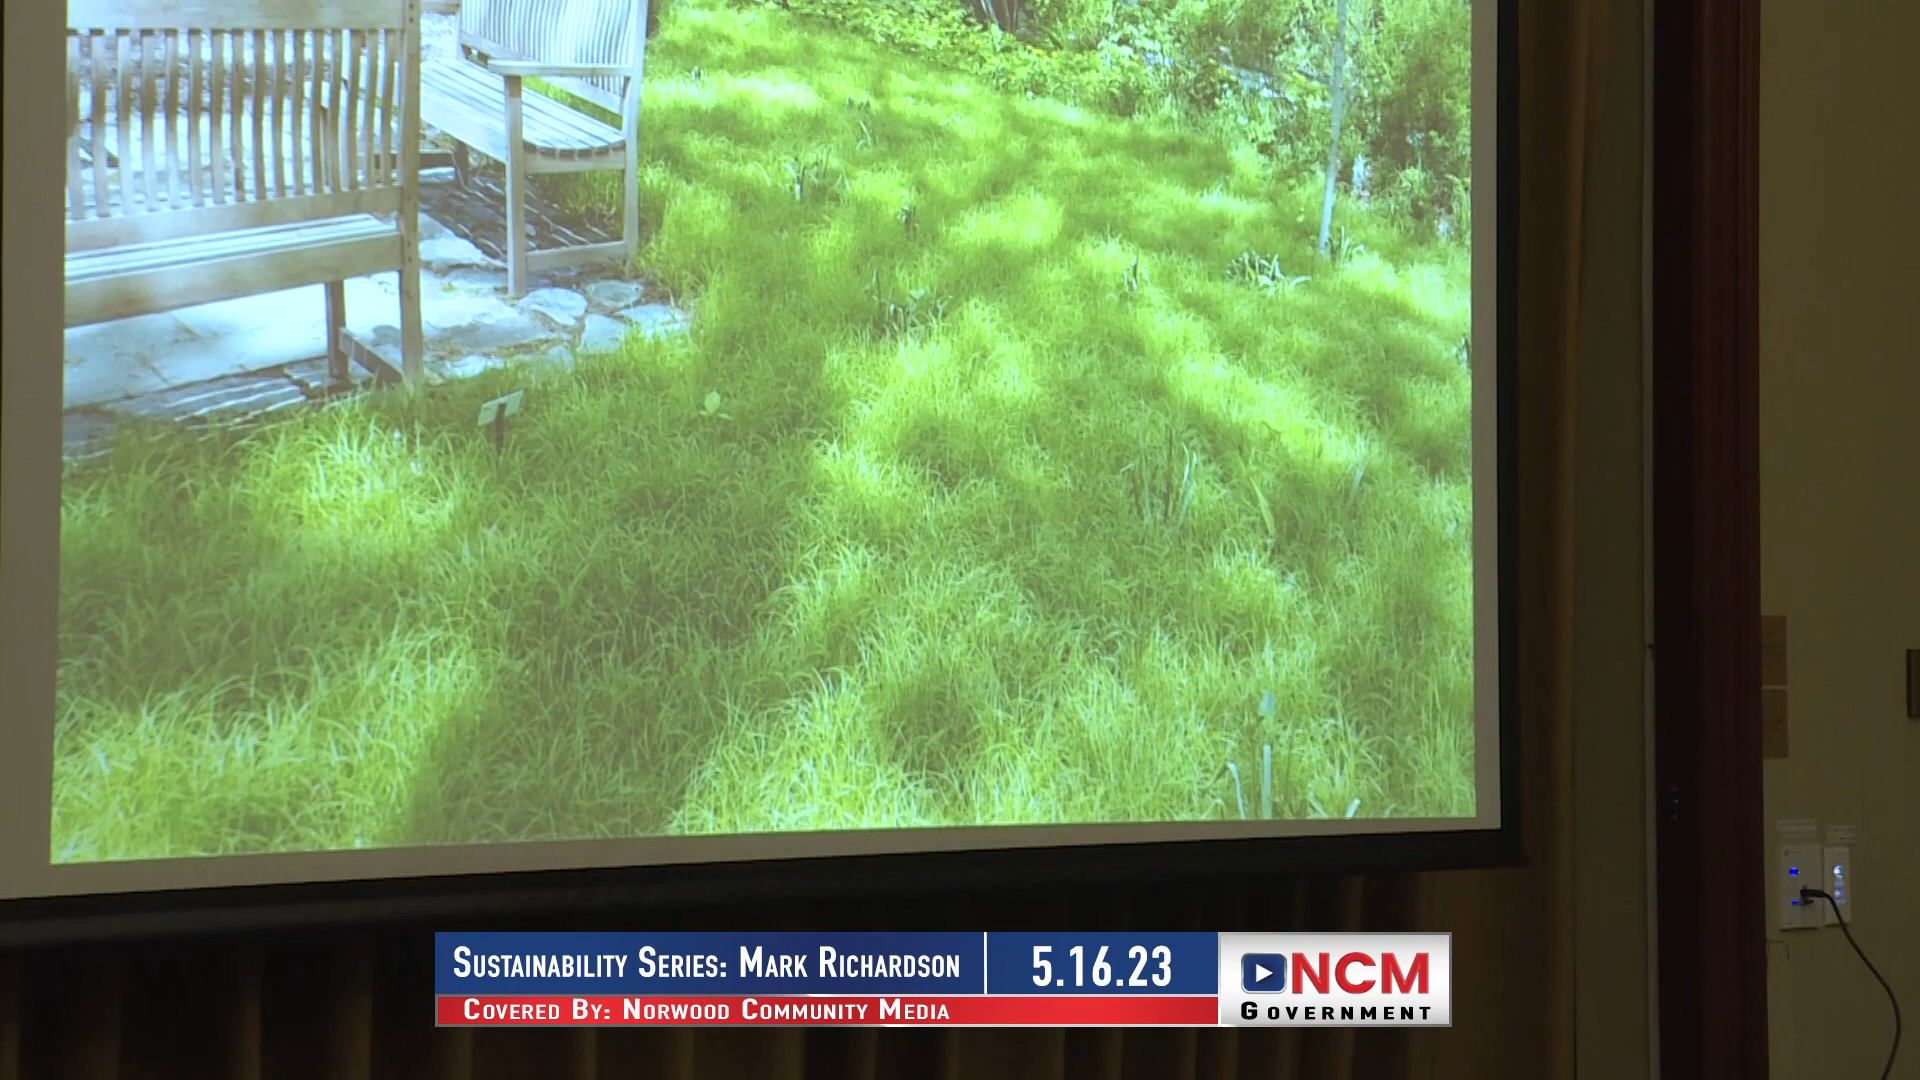 Sustainability Series: Mark Richardson
5.16.23
Covered By: Norwood Community Media
NCM
Government